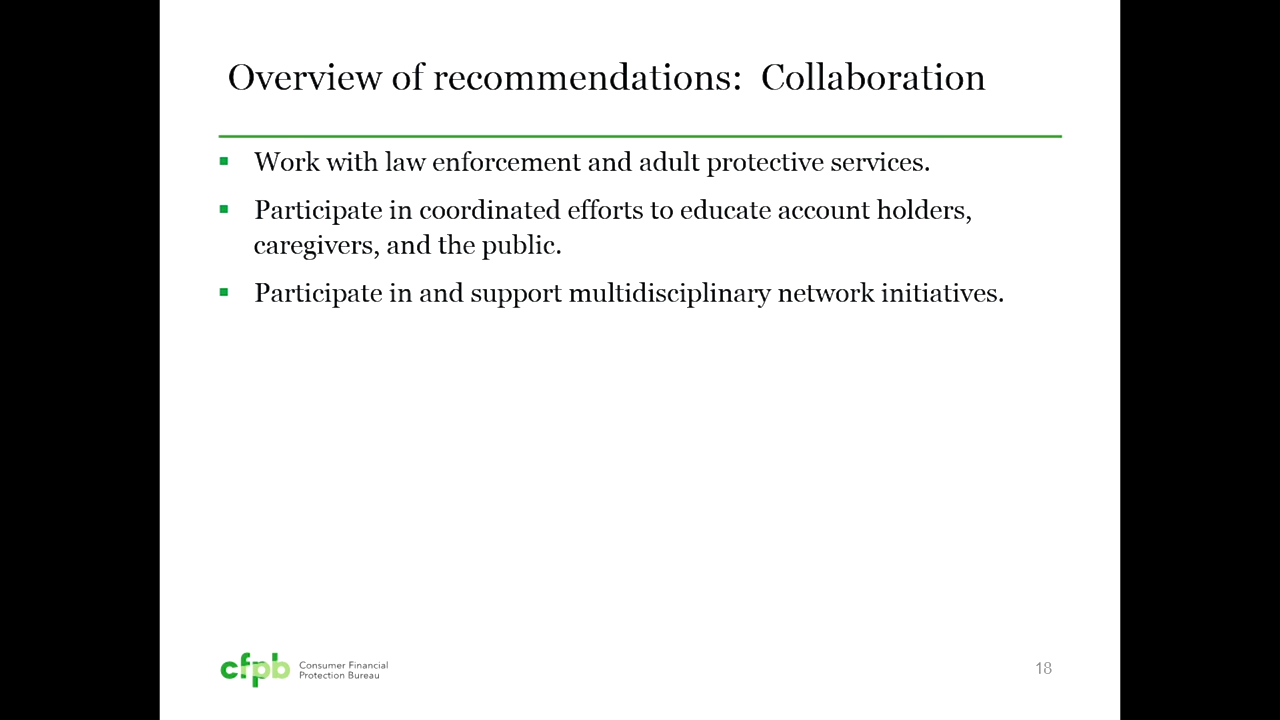 Overview of recommendations:  Collaboration
Work with law enforcement and adult protective services.
Participate in coordinated efforts to educate account holders,
caregivers, and the public.
Participate in and support multidisciplinary network initiatives.
cfpb
Consumer Financial
Protection Bureau
18